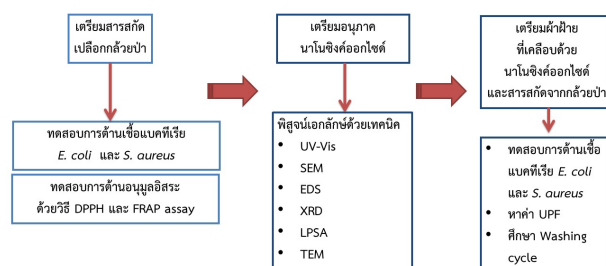 เตรียมสารสกัด
เปลือกกล้วยป่า
ทดสอบการต้านเชื้อแบคทีเรีย
E. coli และ S. aureus
ทดสอบการต้านอนุมูลอิสระ
ด้วยวิธี DPPH และ FRAP assay
เตรียมอนุภาค
นาโนซิงค์ออกไซด์
พิสูจน์เอกลักษ์ด้วยเทคนิค
• UV-Vis
• SEM
• EDS
• XRD
• LPSA
• TEM
เตรียมผ้าฝ้าย
ที่เคลือบด้วย
นาโนซิงค์ออกไซด์
และสารสกัดจากกล้วยป่า
• ทดสอบการต้านเชื้อ
แบคทีเรีย E. coli
และ S. aureus
• หาค่า UPF
• ศึกษา Washing
cycle